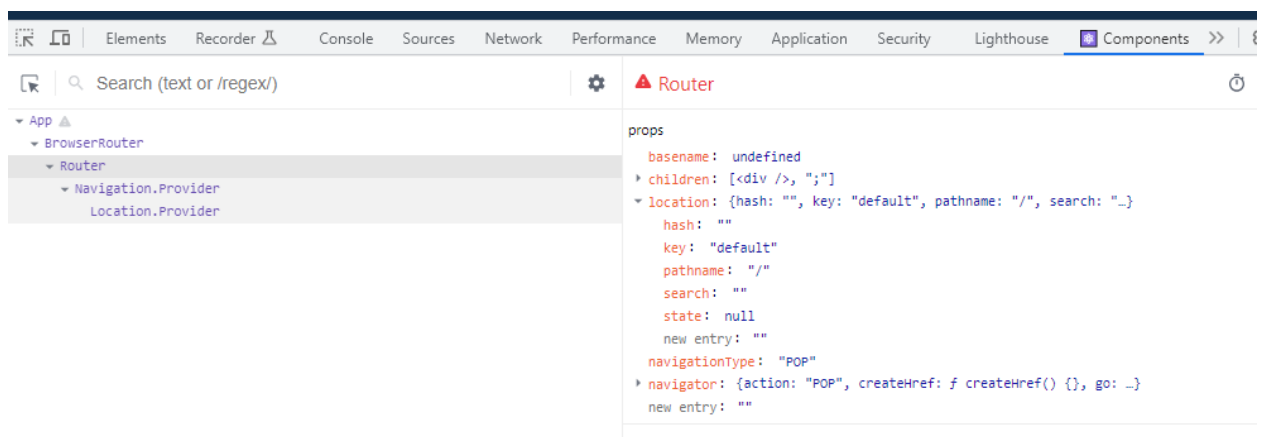 Elements Recorder Console Sources Network Performance Memory Application Security Lighthouse Components
Search (text or /regex/)
App
BrowserRouter
Router
Navigation.Provider
Location.Provider
Router
props
basename: undefined
children: [<div />, ";"]
location: {hash: "", key: "default", pathname: "/", search: "…}
hash: ""
key: "default"
pathname: "/"
search: ""
state: null
new entry: ""
navigationType: "POP"
navigator: {action: "POP", createHref: ƒ createHref() {}, go: …}
new entry: ""